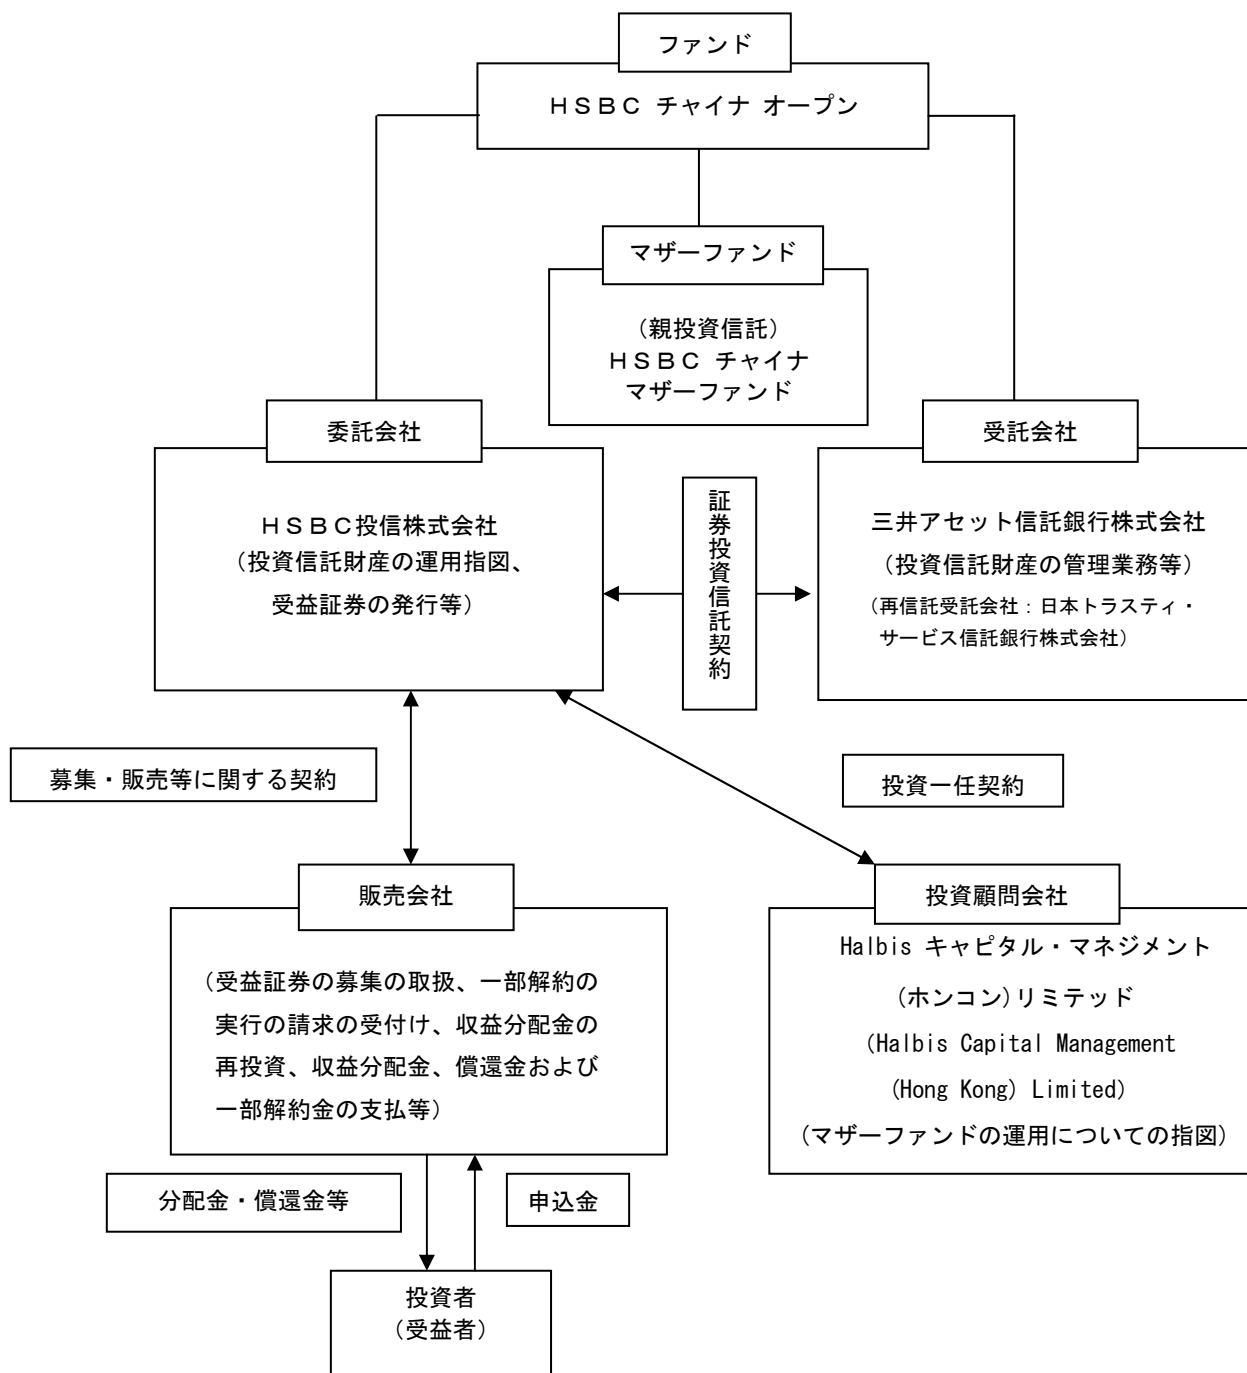 ファンド
ＨＳＢＣ チャイナ オープン
マザーファンド
（親投資信託）
ＨＳＢＣ チャイナ
マザーファンド
委託会社
ＨＳＢＣ投信株式会社
（投資信託財産の運用指図、
受益証券の発行等）
証券投資信託契約
受託会社
三井アセット信託銀行株式会社
（投資信託財産の管理業務等）
（再信託受託会社：日本トラスティ・
サービス信託銀行株式会社）
募集・販売等に関する契約
投資一任契約
販売会社
（受益証券の募集の取扱、一部解約の
実行の請求の受付け、収益分配金の
再投資、収益分配金、償還金および
一部解約金の支払等）
投資顧問会社
Halbis キャピタル・マネジメント
（ホンコン）リミテッド
（Halbis Capital Management
（Hong Kong）Limited）
（マザーファンドの運用についての指図）
分配金・償還金等
申込金
投資者
（受益者）